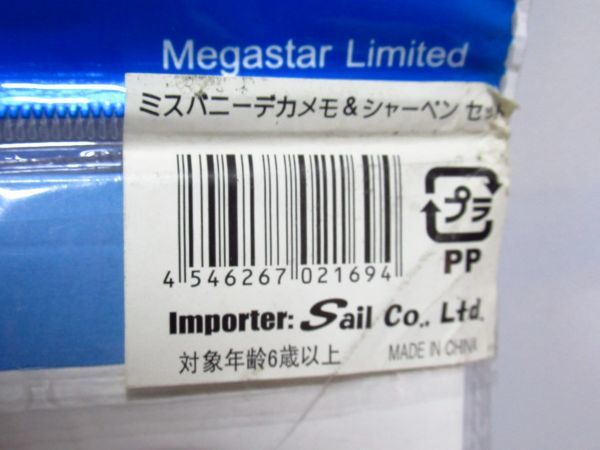 Megastar Limited
ミスバニーデカメモ&シャーペン セット
プラ
PP
4 546267 021694
Importer: Sail Co., Ltd.
対象年齢6歳以上
MADE IN CHINA